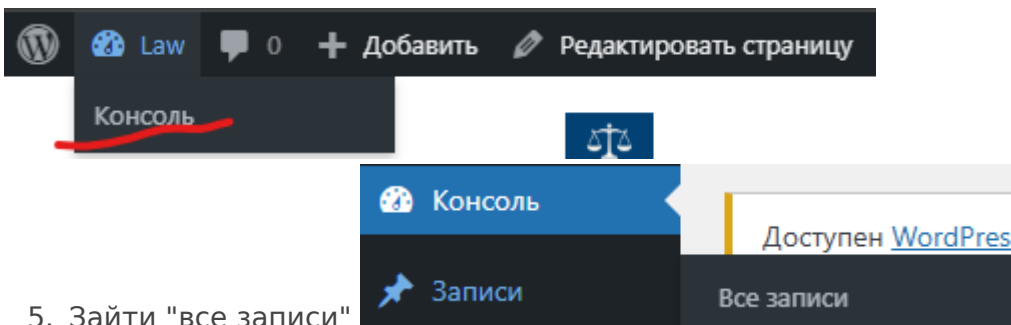 Law 0 Добавить Редактировать страницу
Консоль
Консоль
Доступен WordPres
Записи
Все записи
5. Зайти "все записи"